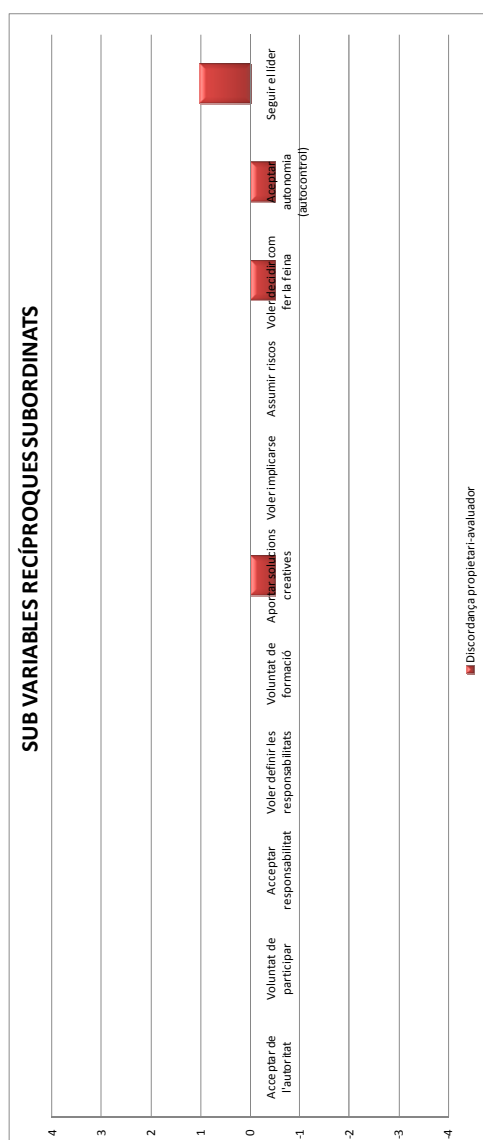 SUB VARIABLES RECÍPROQUES SUBORDINATS
4
3
2
1
0
-1
-2
-3
-4
Acceptar de
l'autoritat
Voluntat de
participar
Acceptar
responsabilitat
Voler definir les
responsabilitats
Voluntat de
formació
Aportar solucions
creatives
Voler implicarse
Assumir riscos
Voler decidir com
fer la feina
Aceptar
autonomia
(autocontrol)
Seguir el líder
Discordança propietari-avaluador